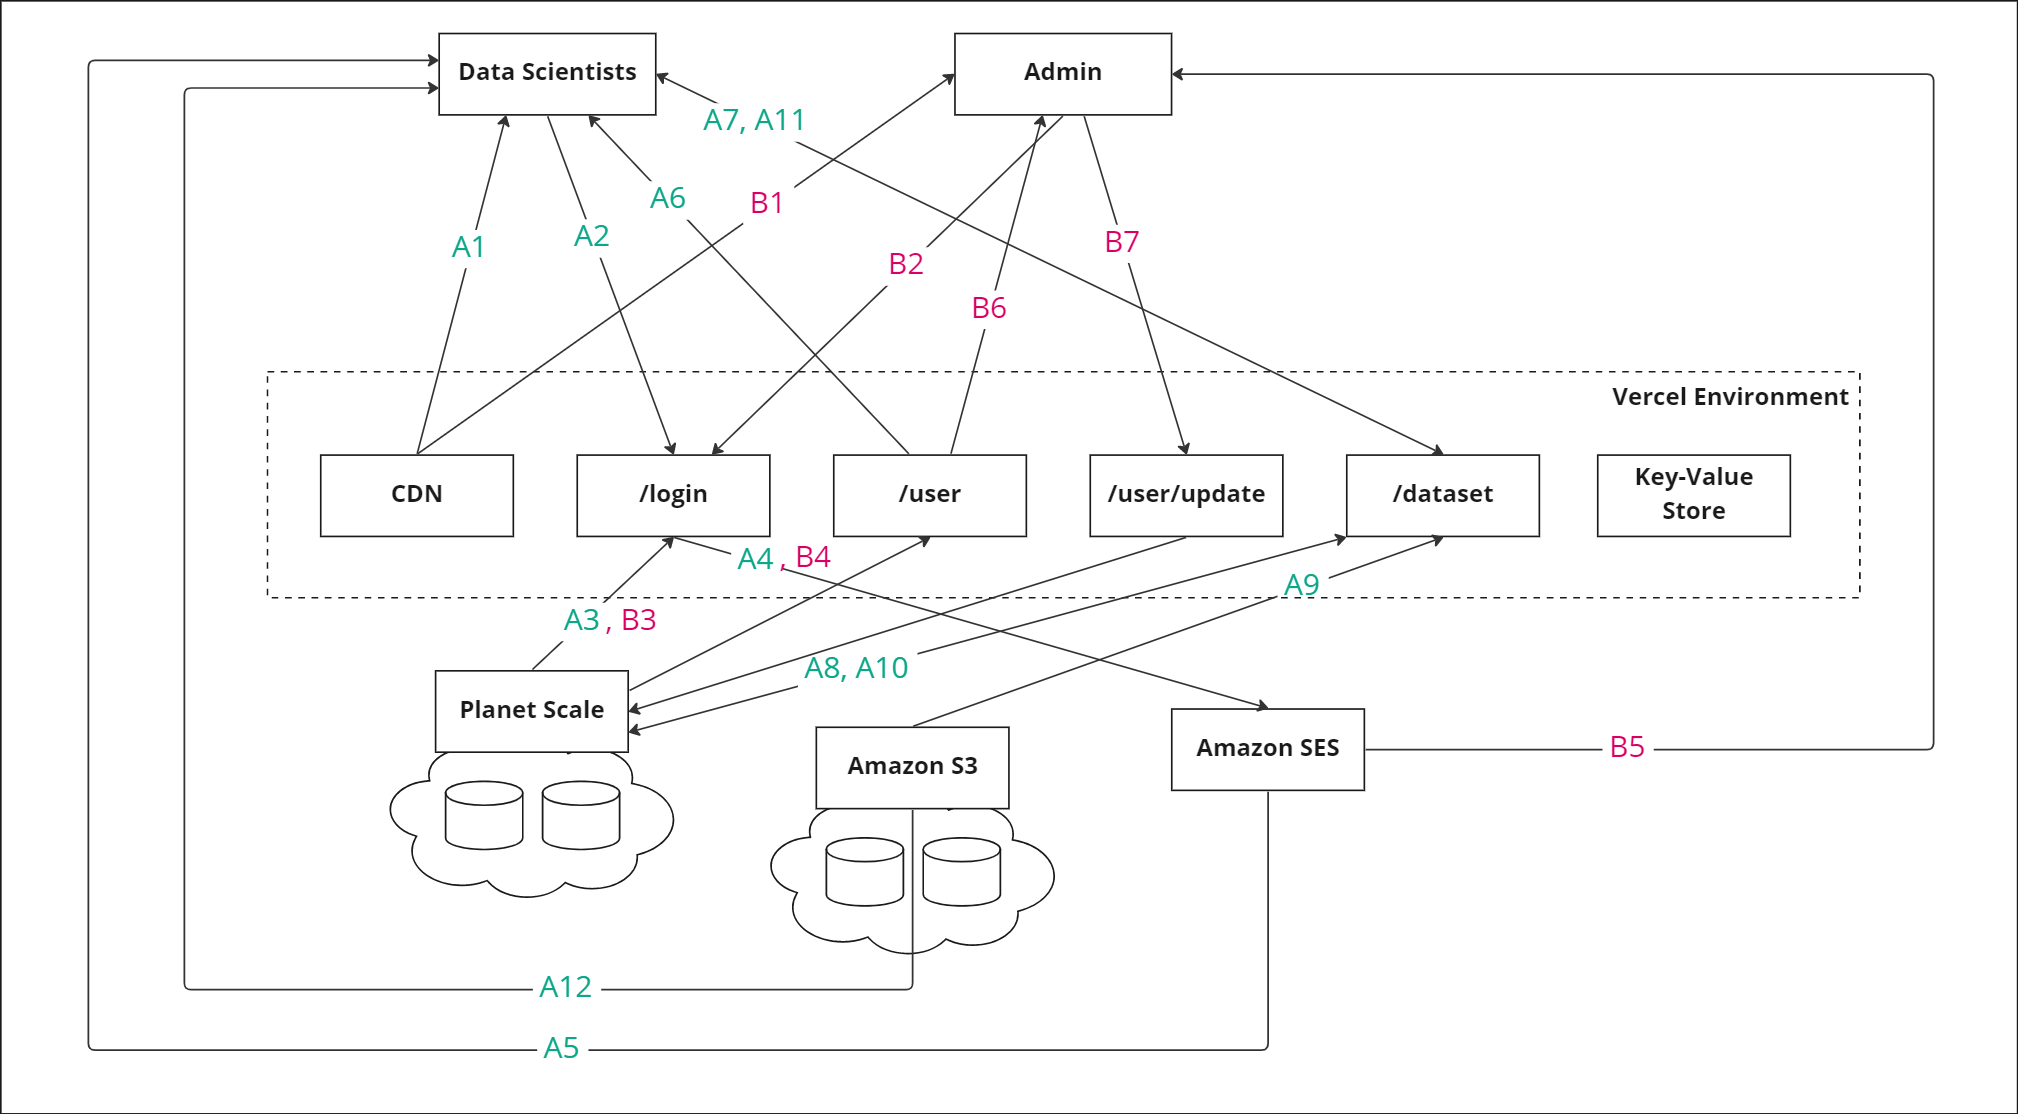 Data Scientists
Admin
A7, A11
A6
B1
A1
A2
B2
B7
B6
Vercel Environment
CDN
/login
/user
/user/update
/dataset
Key-Value
Store
A4 , B4
A9
A3 , B3
A8, A10
Planet Scale
Amazon S3
Amazon SES
B5
A12
A5